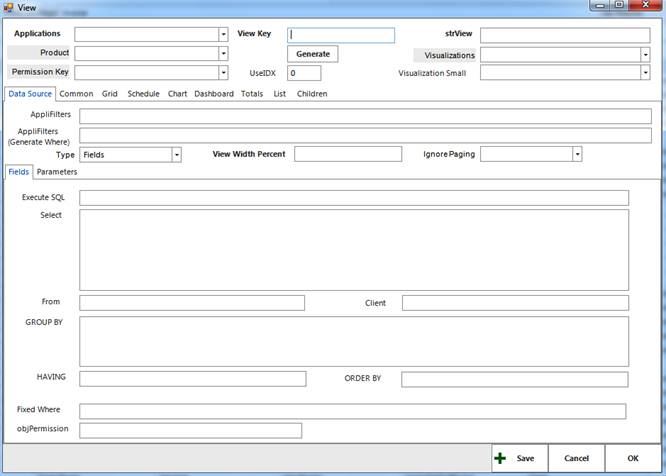 View
Applications View Key strView
Product Generate Visualizations
Permission Key UseIDX 0 Visualization Small
Data Source Common Grid Schedule Chart Dashboard Totals List Children
AppliFilters
AppliFilters
(Generate Where)
Type Fields View Width Percent Ignore Paging
Fields Parameters
Execute SQL
Select
From Client
GROUP BY
HAVING ORDER BY
Fixed Where
objPermission
Save Cancel OK